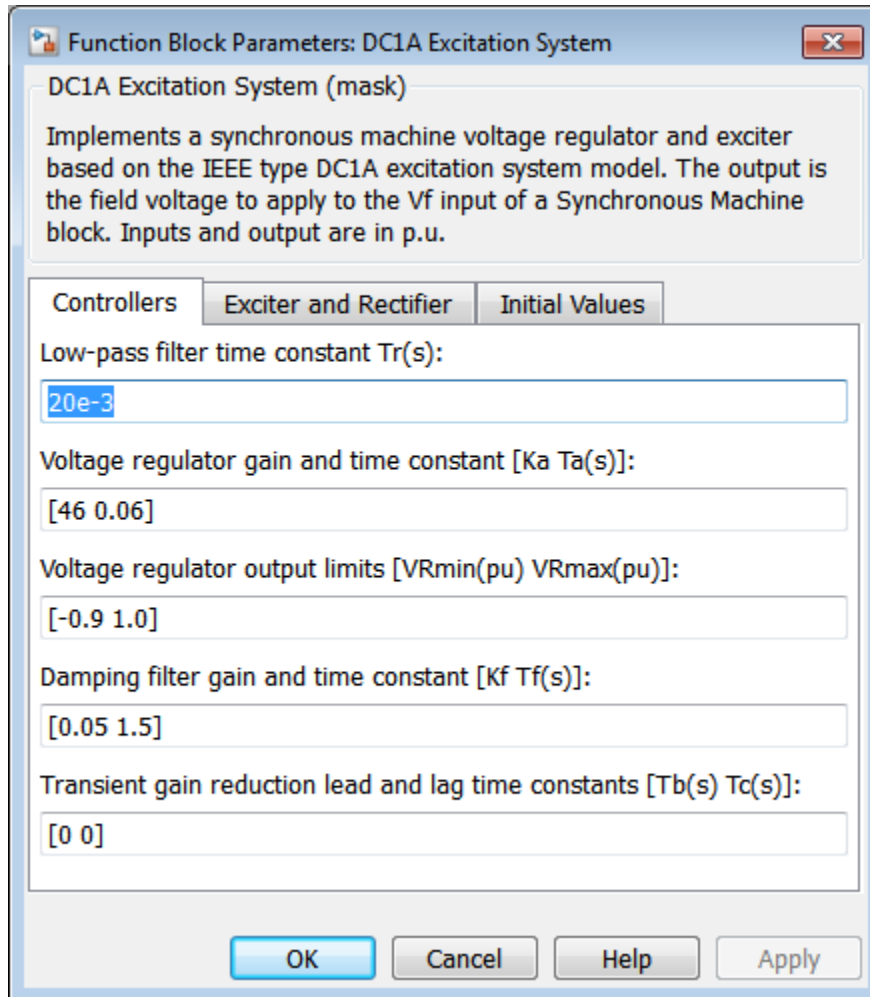 Function Block Parameters: DC1A Excitation System
DC1A Excitation System (mask)
Implements a synchronous machine voltage regulator and exciter
based on the IEEE type DC1A excitation system model. The output is
the field voltage to apply to the Vf input of a Synchronous Machine
block. Inputs and output are in p.u.
Controllers Exciter and Rectifier Initial Values
Low-pass filter time constant Tr(s):
20e-3
Voltage regulator gain and time constant [Ka Ta(s)]:
[46 0.06]
Voltage regulator output limits [VRmin(pu) VRmax(pu)]:
[-0.9 1.0]
Damping filter gain and time constant [Kf Tf(s)]:
[0.05 1.5]
Transient gain reduction lead and lag time constants [Tb(s) Tc(s)]:
[0 0]
OK Cancel Help Apply